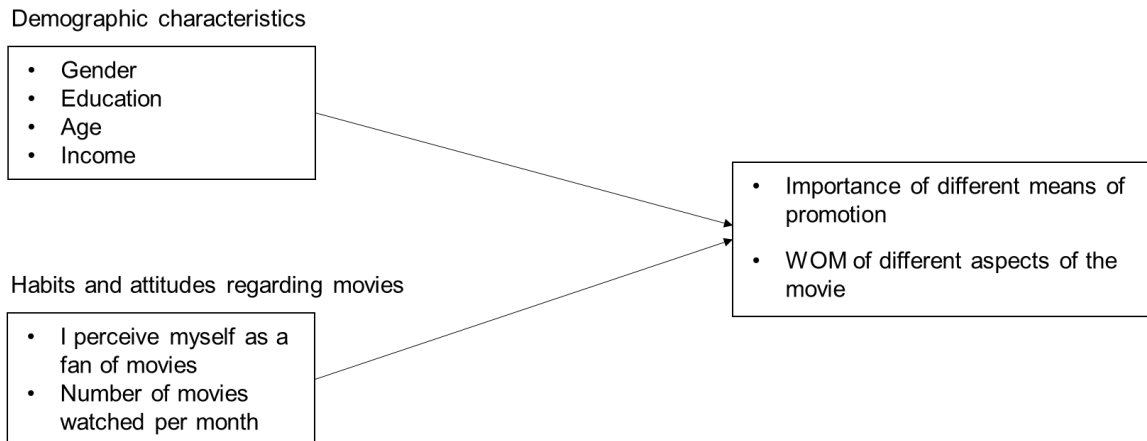 Demographic characteristics
• Gender
• Education
• Age
• Income
Habits and attitudes regarding movies
• I perceive myself as a
fan of movies
• Number of movies
watched per month
• Importance of different means of
promotion
• WOM of different aspects of the
movie